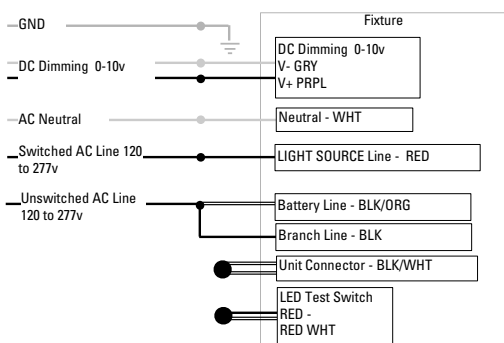 GND
Fixture
DC Dimming 0-10v
DC Dimming 0-10v
V- GRY
V+ PRPL
AC Neutral
Neutral - WHT
Switched AC Line 120
to 277v
LIGHT SOURCE Line - RED
Unswitched AC Line
120 to 277v
Battery Line - BLK/ORG
Branch Line - BLK
Unit Connector - BLK/WHT
LED Test Switch
RED -
RED WHT